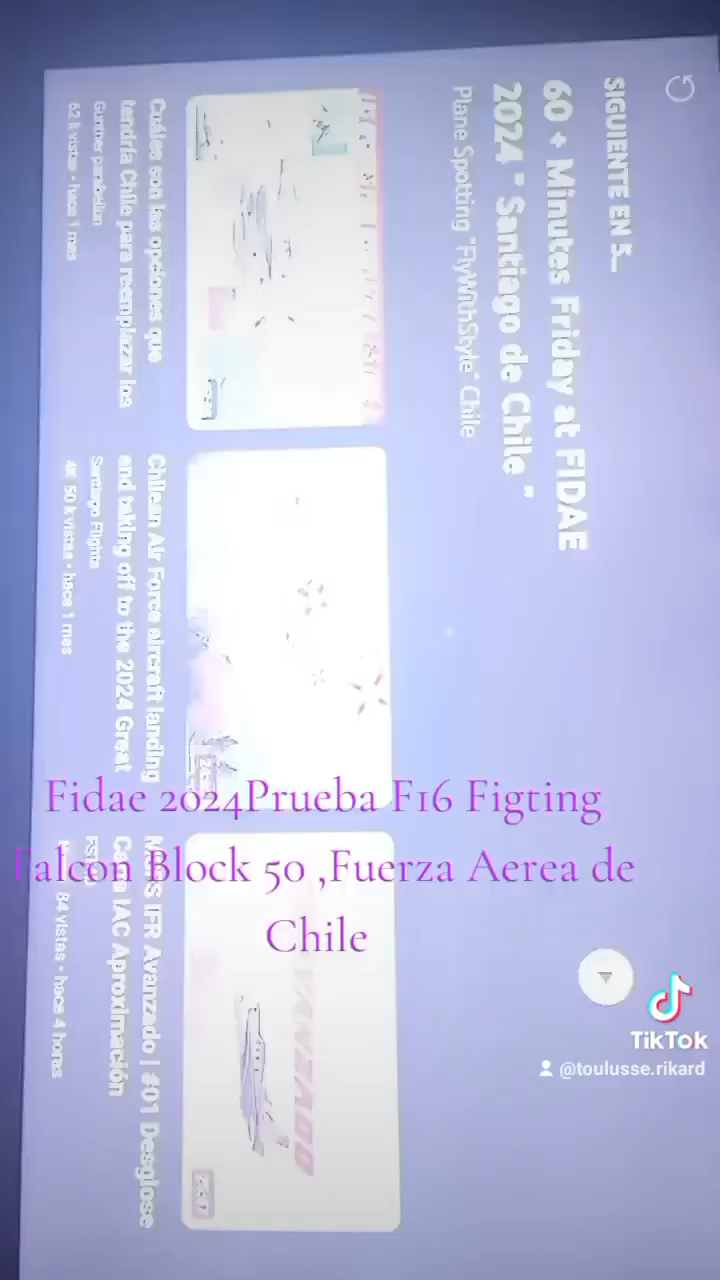 SIGUIENTE EN 5...
60 + Minutes Friday at FIDAE
2024 " Santiago de Chile "
Plane Spotting "FlyWithStyle" Chile
Cuáles son las opciones que
tendría Chile para reemplazar los
Gunther parabellan
62 k vistas • hace 1 mes
Chilean Air Force aircraft landing
and taking off to the 2024 Great
Santiago Flights
4K 50 k vistas • hace 1 mes
IFR Avanzado | #01 Desglose
IAC Aproximación
84 vistas • hace 4 horas
AVANZADO
Fidae 2024Prueba F16 Figting
Falcon Block 50 ,Fuerza Aerea de
Chile
TikTok
@toulusse.rikard